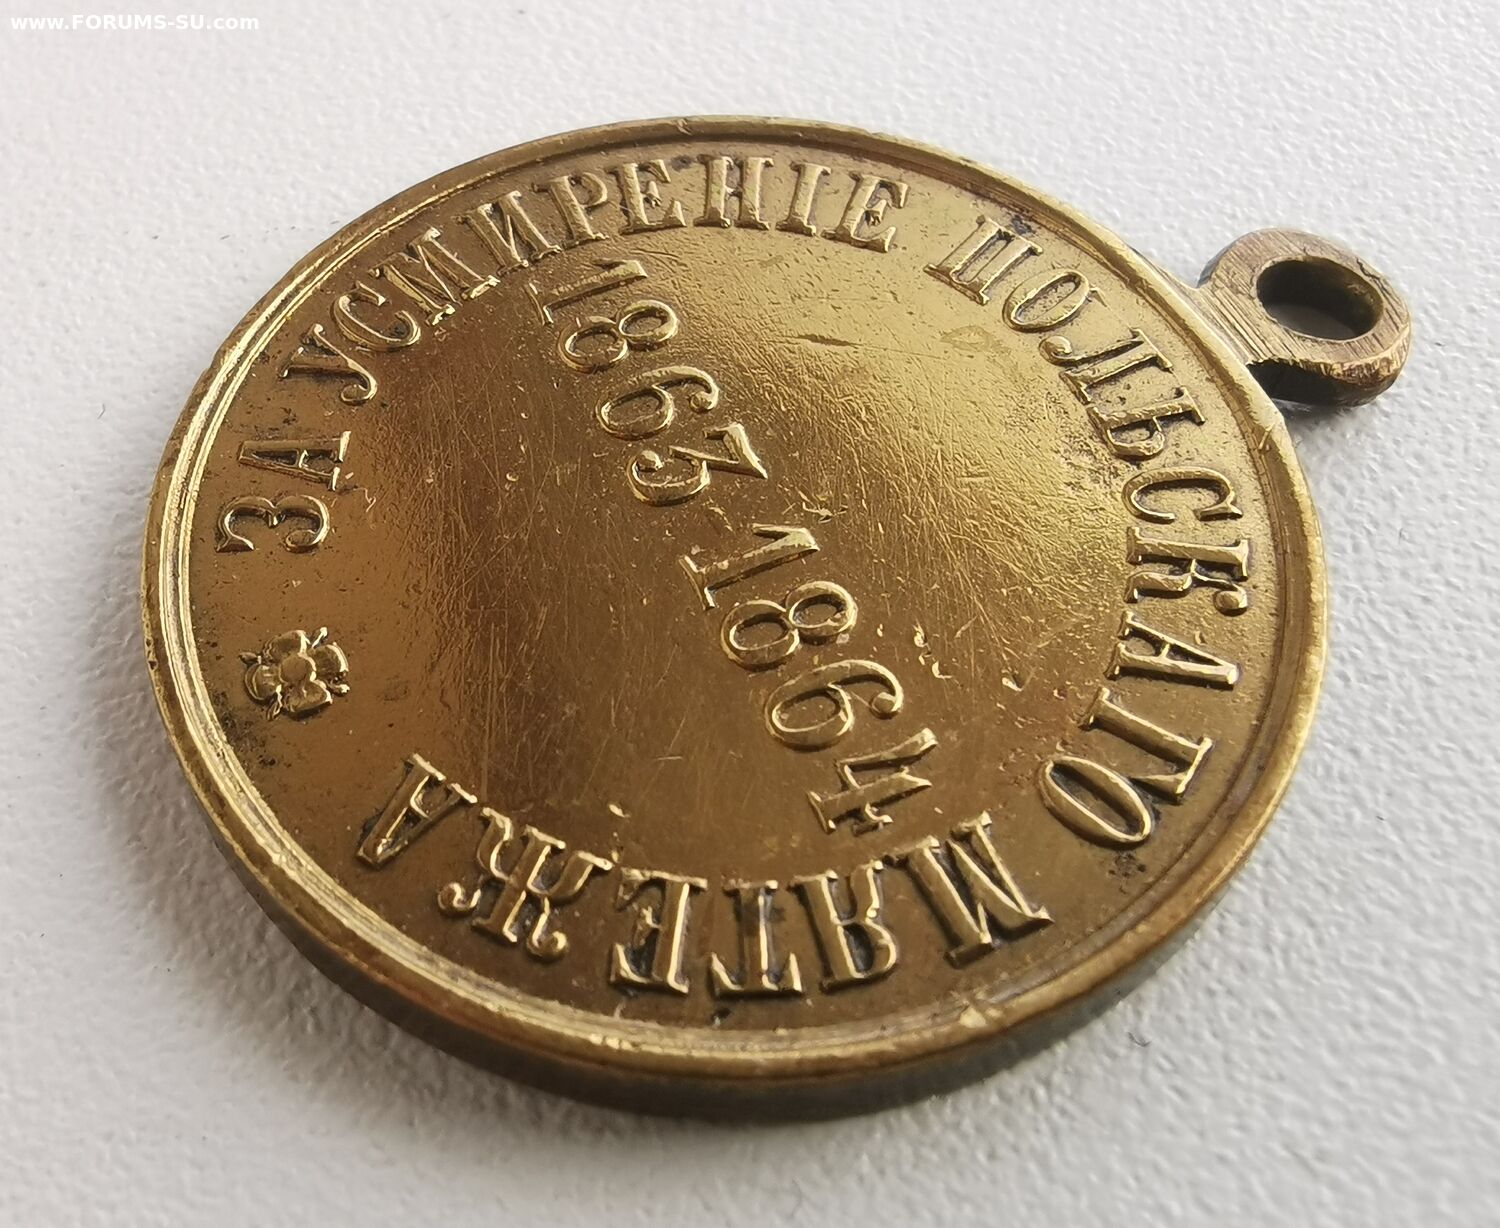 www.FORUMS-SU.com
ЗА УСМИРЕНІЕ ПОЛЬСКАГО МЯТЕЖА
1863-1864